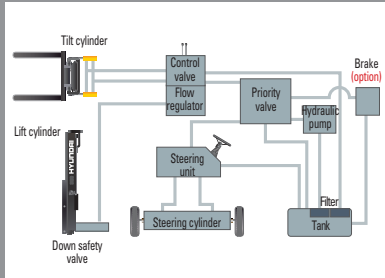 Tilt cylinder
Control
valve
Flow
regulator
Priority
valve
Brake
(option)
Hydraulic
pump
Lift cylinder
HYUNDAI
Steering
unit
Filter
Tank
Steering cylinder
Down safety
valve